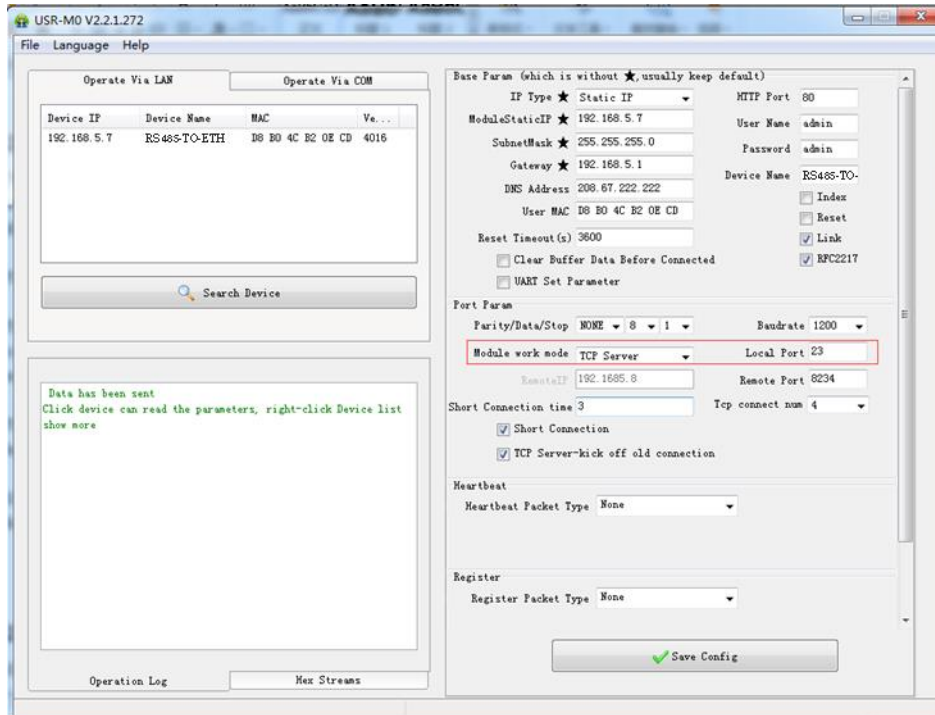 USR-M0 V2.2.1.272
File Language Help
Operate Via LAN Operate Via COM
Device IP Device Name MAC Ve...
192.168.5.7 RS485-TO-ETH D8 B0 4C B2 0E CD 4016
Search Device
Data has been sent
Click device can read the parameters, right-click Device list
show more
Operation Log Hex Streams
Base Param (which is without ★,usually keep default)
IP Type ★ Static IP HTTP Port 80
ModuleStaticIP ★ 192.168.5.7 User Name admin
SubnetMask ★ 255.255.255.0 Password admin
Gateway ★ 192.168.5.1 Device Name RS485-TO-
DNS Address 208.67.222.222 Index
User MAC D8 B0 4C B2 0E CD Reset
Reset Timeout(s) 3600 Link
Clear Buffer Data Before Connected RFC2217
UART Set Parameter
Port Param
Parity/Data/Stop NONE 8 1 Baudrate 1200
Module work mode TCP Server Local Port 23
RemoteIP 192.1685.8 Remote Port 8234
Short Connection time 3 Tcp connect num 4
Short Connection
TCP Server-kick off old connection
Heartbeat
Heartbeat Packet Type None
Register
Register Packet Type None
Save Config